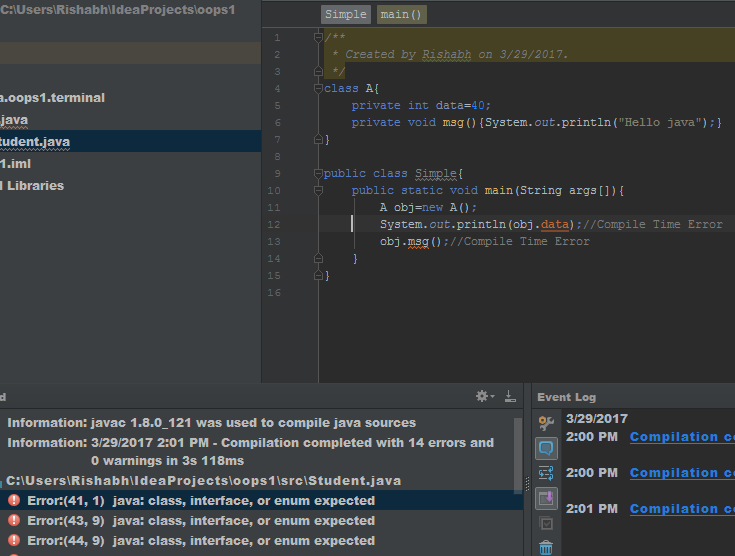 C:\Users\Rishabh\IdeaProjects\oops1
a.oops1.terminal
.java
tudent.java
1.iml
Libraries
Simple main()
1 /**
2 * Created by Rishabh on 3/29/2017.
3 */
4 class A{
5 private int data=40;
6 private void msg(){System.out.println("Hello java");}
7 }
8
9 public class Simple{
10 public static void main(String args[]){
11 A obj=new A();
12 System.out.println(obj.data);//Compile Time Error
13 obj.msg();//Compile Time Error
14 }
15 }
16
Information: javac 1.8.0_121 was used to compile java sources
Information: 3/29/2017 2:01 PM - Compilation completed with 14 errors and
0 warnings in 3s 118ms
C:\Users\Rishabh\IdeaProjects\oops1\src\Student.java
Error:(41, 1) java: class, interface, or enum expected
Error:(43, 9) java: class, interface, or enum expected
Error:(44, 9) java: class, interface, or enum expected
Event Log
3/29/2017
2:00 PM Compilation co
2:00 PM Compilation co
2:01 PM Compilation co